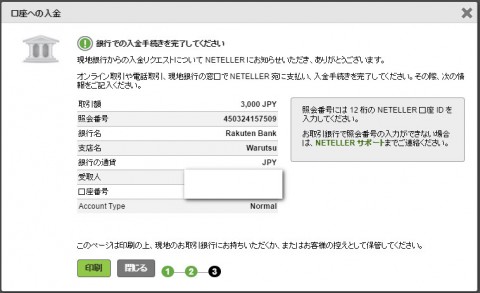 口座への入金
銀行での入金手続きを完了してください
現地銀行からの入金リクエストについて NETELLER にお知らせいただき、ありがとうございます。
オンライン取引や電話取引、現地銀行の窓口で NETELLER 宛に支払い、入金手続きを完了してください。その際、次の情
報をご記入ください。
取引額 3,000 JPY
照会番号 450324157509
銀行名 Rakuten Bank
支店名 Warutsu
銀行の通貨 JPY
受取人
口座番号
Account Type Normal
照会番号には 12 桁の NETELLER 口座 ID を
入力してください。
お取引銀行で照会番号の入力ができない場合
は、NETELLER サポートまでご連絡ください。
このページは印刷の上、現地のお取引銀行にお持ちいただくか、またはお客様の控えとして保管してください。
印刷 閉じる 1 2 3